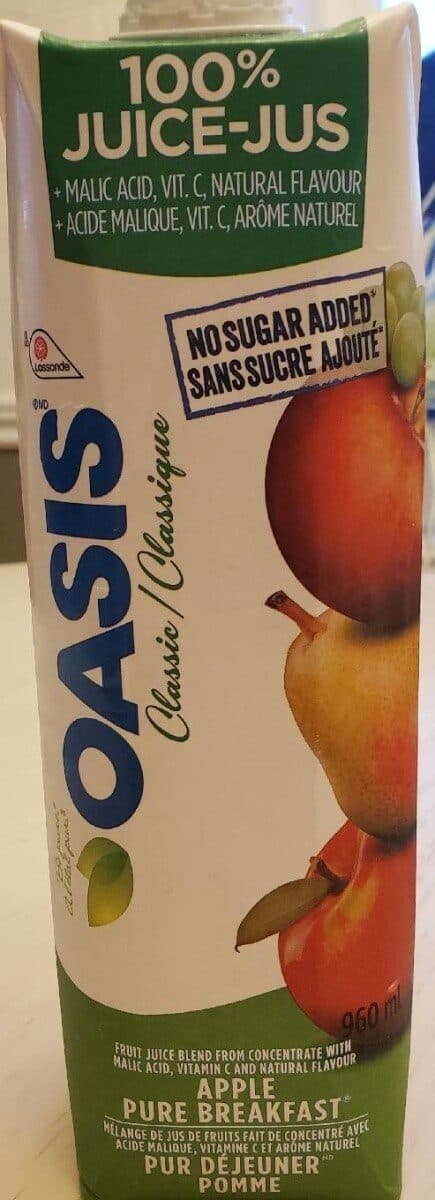 100%
JUICE-JUS
+ MALIC ACID, VIT. C, NATURAL FLAVOUR
+ ACIDE MALIQUE, VIT. C, ARÔME NATUREL
NO SUGAR ADDED*
SANS SUCRE AJOUTÉ*
Lassonde
MD
OASIS
Classic / Classique
960 ml
FRUIT JUICE BLEND FROM CONCENTRATE WITH
MALIC ACID, VITAMIN C AND NATURAL FLAVOUR
APPLE
PURE BREAKFAST®
MÉLANGE DE JUS DE FRUITS FAIT DE CONCENTRÉ AVEC
ACIDE MALIQUE, VITAMINE C ET ARÔME NATUREL
PUR DÉJEUNER MD
POMME